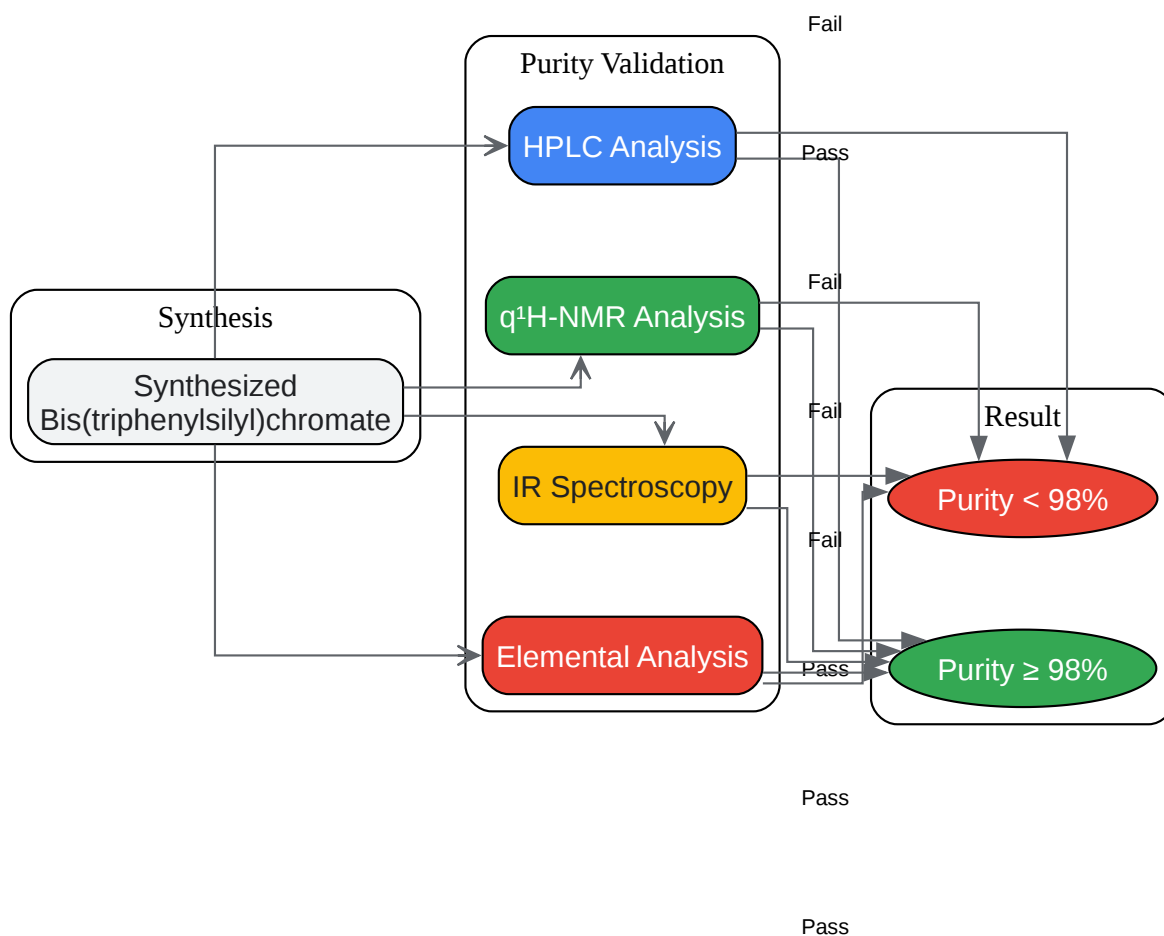 Fail
Purity Validation
HPLC Analysis
Pass
Fail
Synthesis
q¹H-NMR Analysis
Synthesized
Bis(triphenylsilyl)chromate
Fail
Result
IR Spectroscopy
Purity < 98%
Fail
Elemental Analysis
Pass
Purity ≥ 98%
Pass
Pass